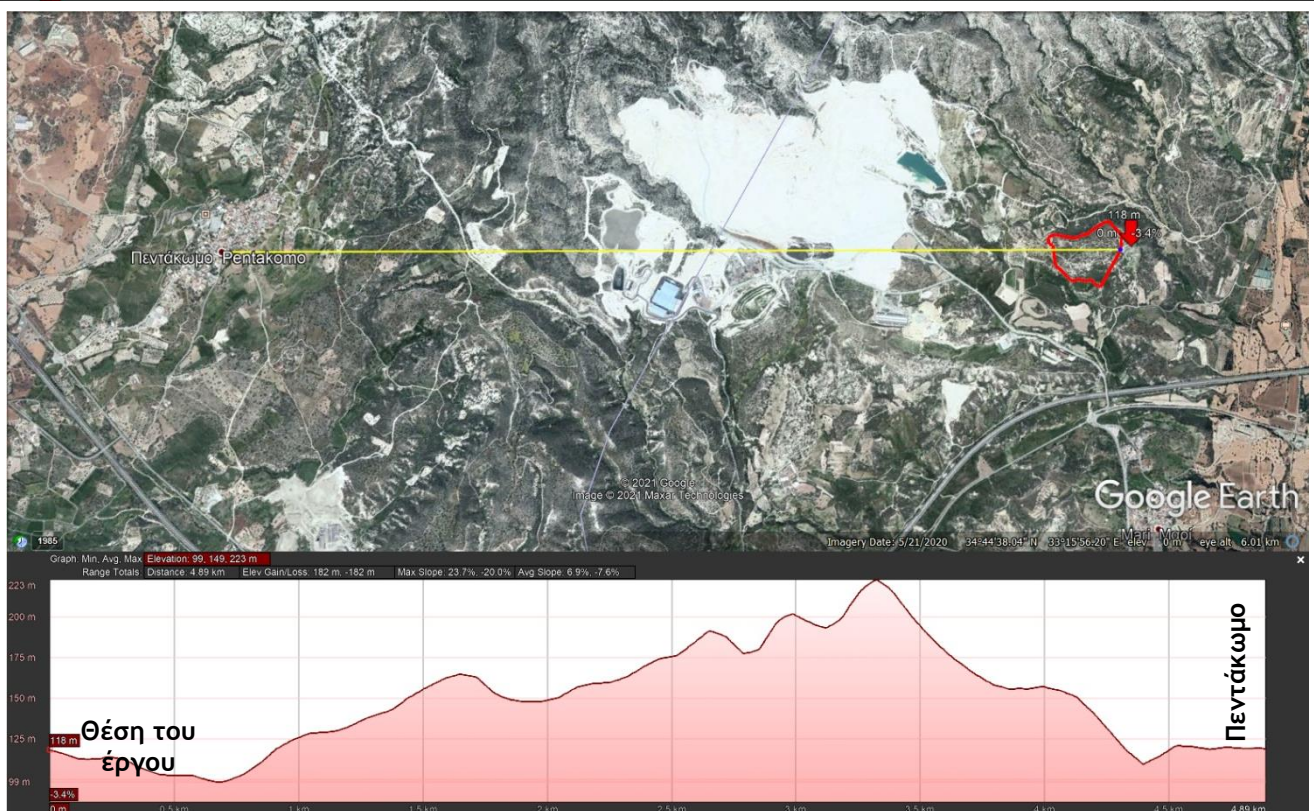 118 m
0 m -3.4%
Πεντάκωμο Pentakomo
© 2021 Google
Image © 2021 Maxar Technologies
Google Earth
1985
Imagery Date: 5/21/2020 34°44'38.04" N 33°15'56.20" E elev 0 m eye alt 6.01 km
Graph: Min, Avg, Max Elevation: 99, 149, 223 m
Range Totals: Distance: 4.89 km Elev Gain/Loss: 182 m, -182 m Max Slope: 23.7%, -20.0% Avg Slope: 6.9%, -7.6%
223 m
200 m
175 m
150 m
125 m
99 m
118 m
-3.4%
Θέση του
έργου
Πεντάκωμο
0 m 0.5 km 1 km 1.5 km 2 km 2.5 km 3 km 3.5 km 4 km 4.5 km 4.89 km